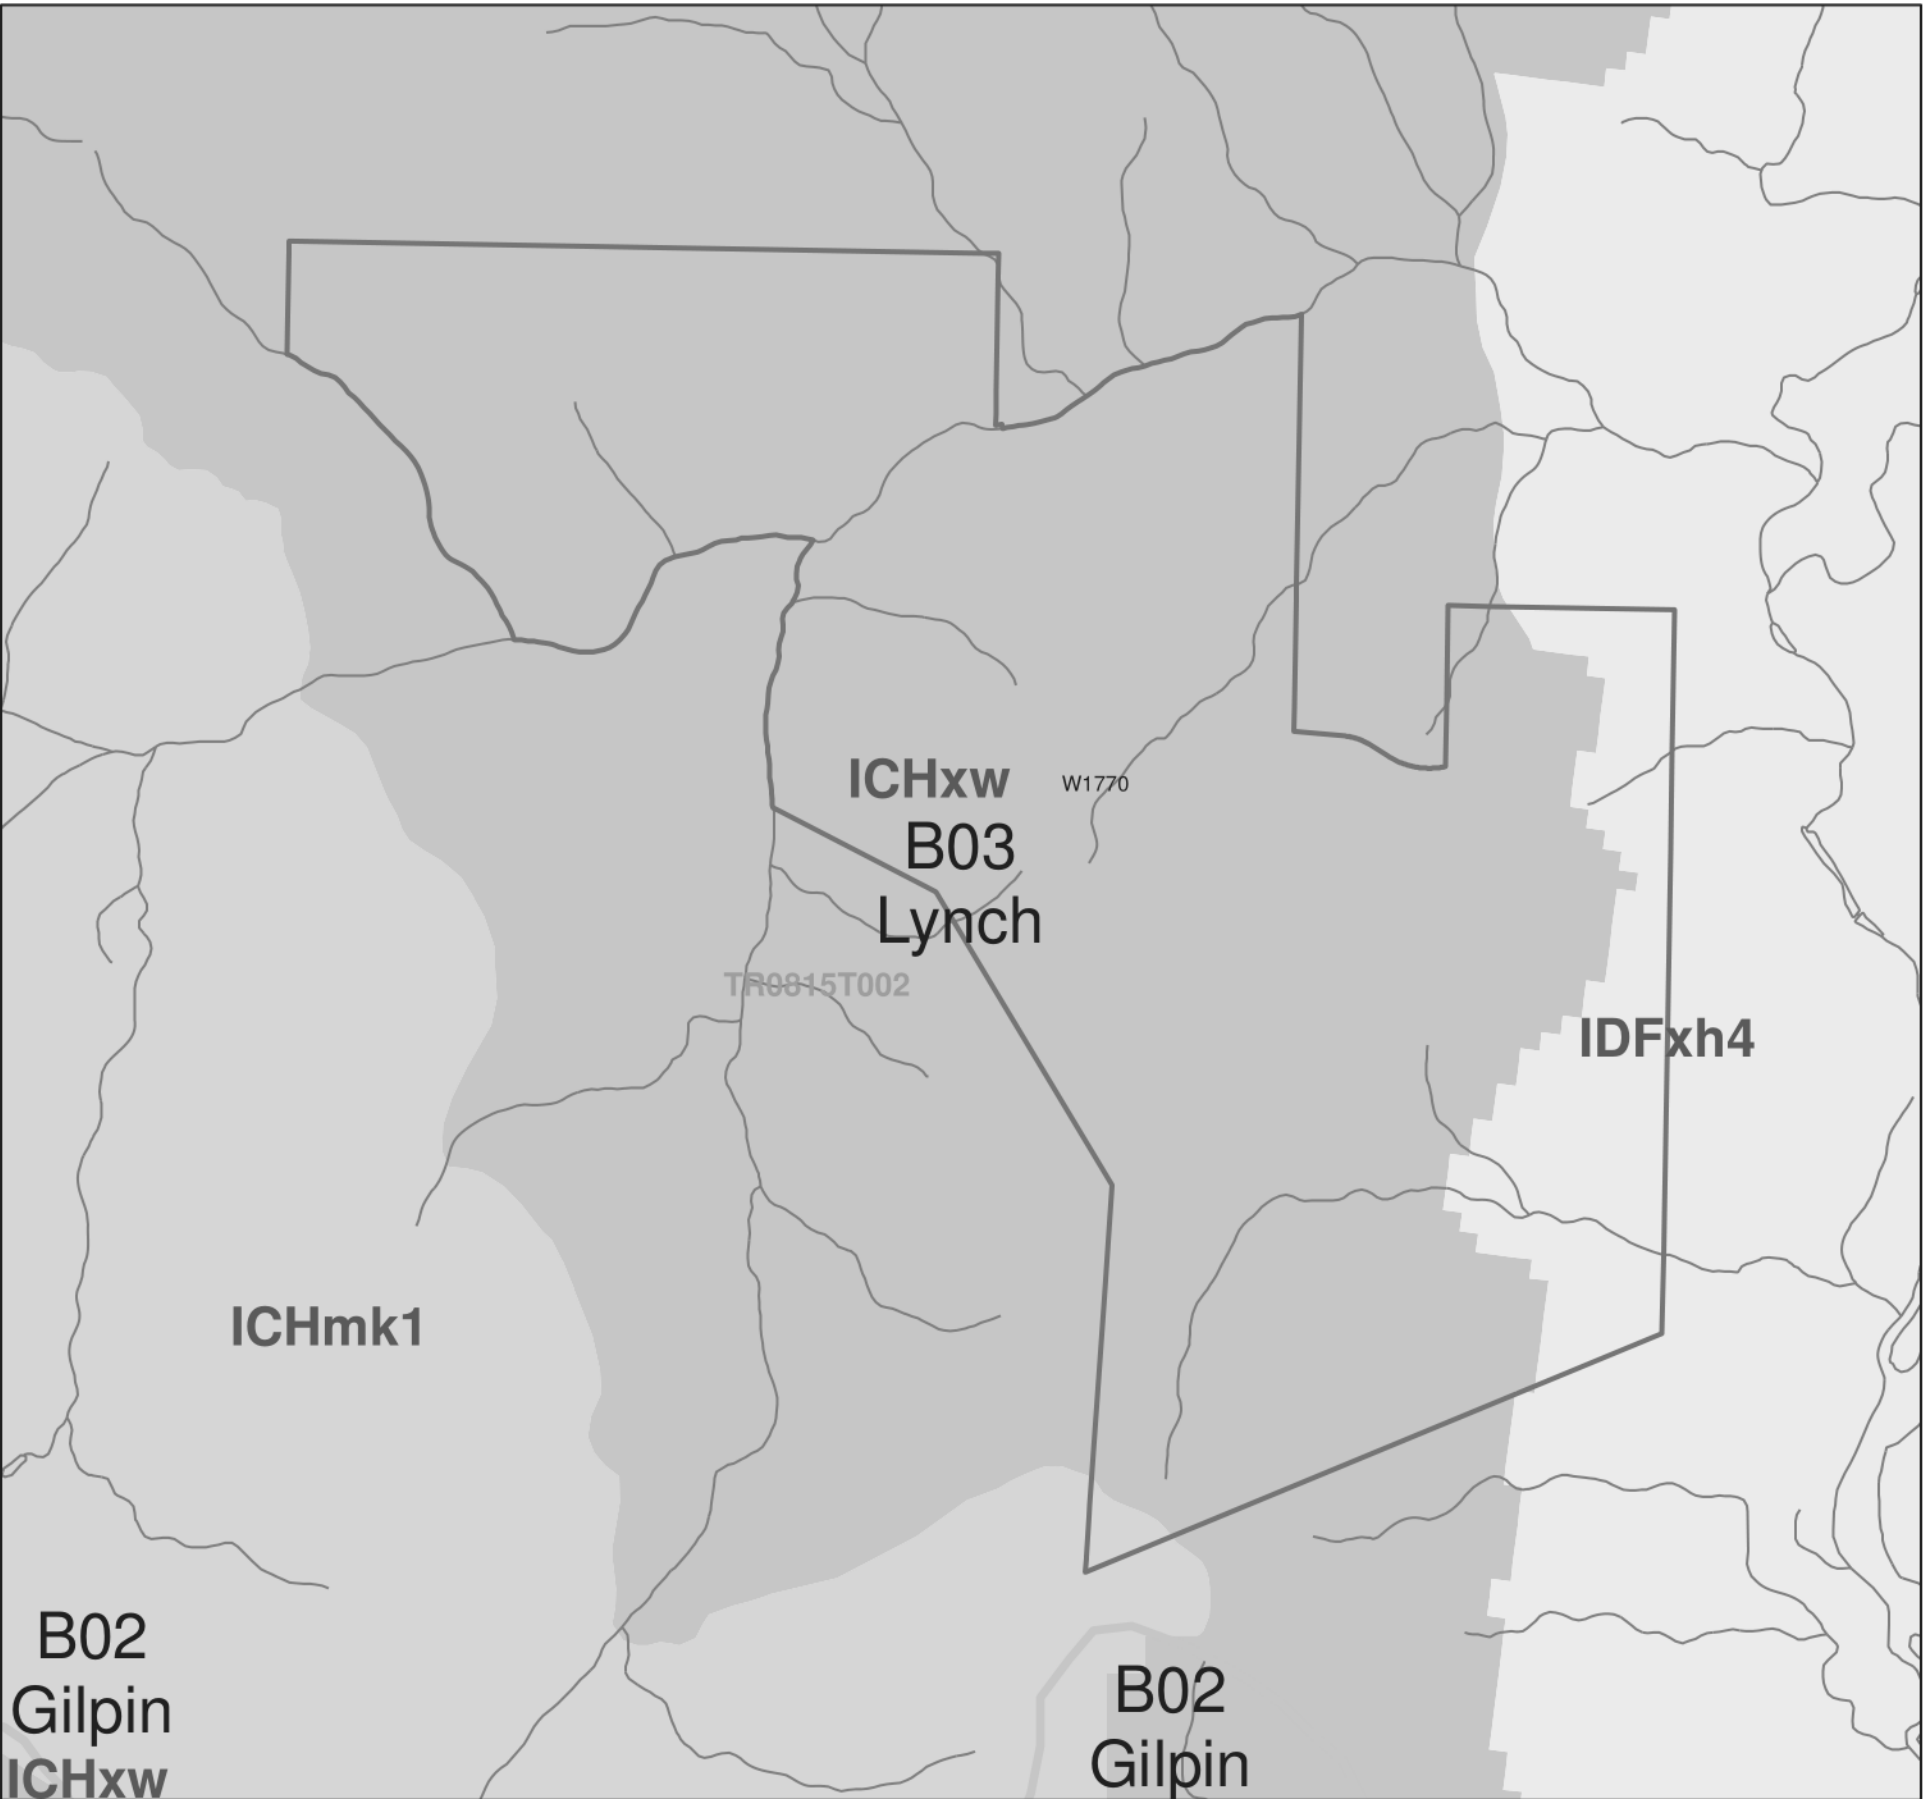 ICHxw
W1770
B03
Lynch
TR0815T002
IDFxh4
ICHmk1
B02
Gilpin
ICHxw
B02
Gilpin